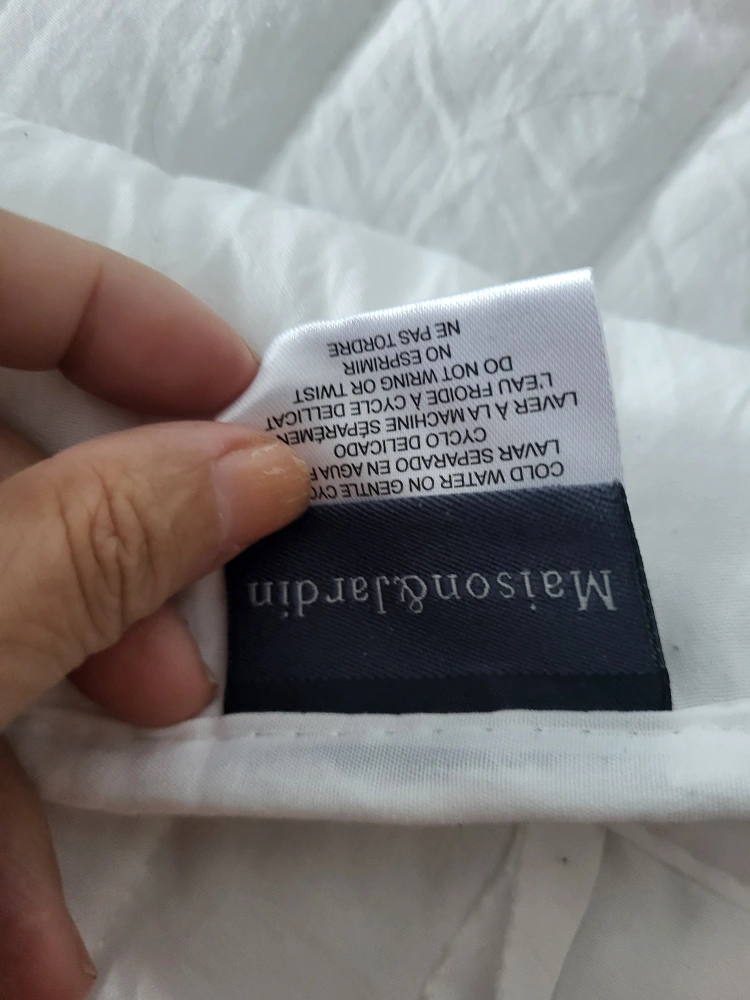 Maison&Jardin
COLD WATER ON GENTLE
LAVAR SEPARADO EN AGUA
CYCLO DELICADO
LAVER À LA MACHINE
L'EAU FROIDE À CYCLE DELLICAT
DO NOT WRING OR TWIST
NO ESPRIMIR
NE PAS TORDRE